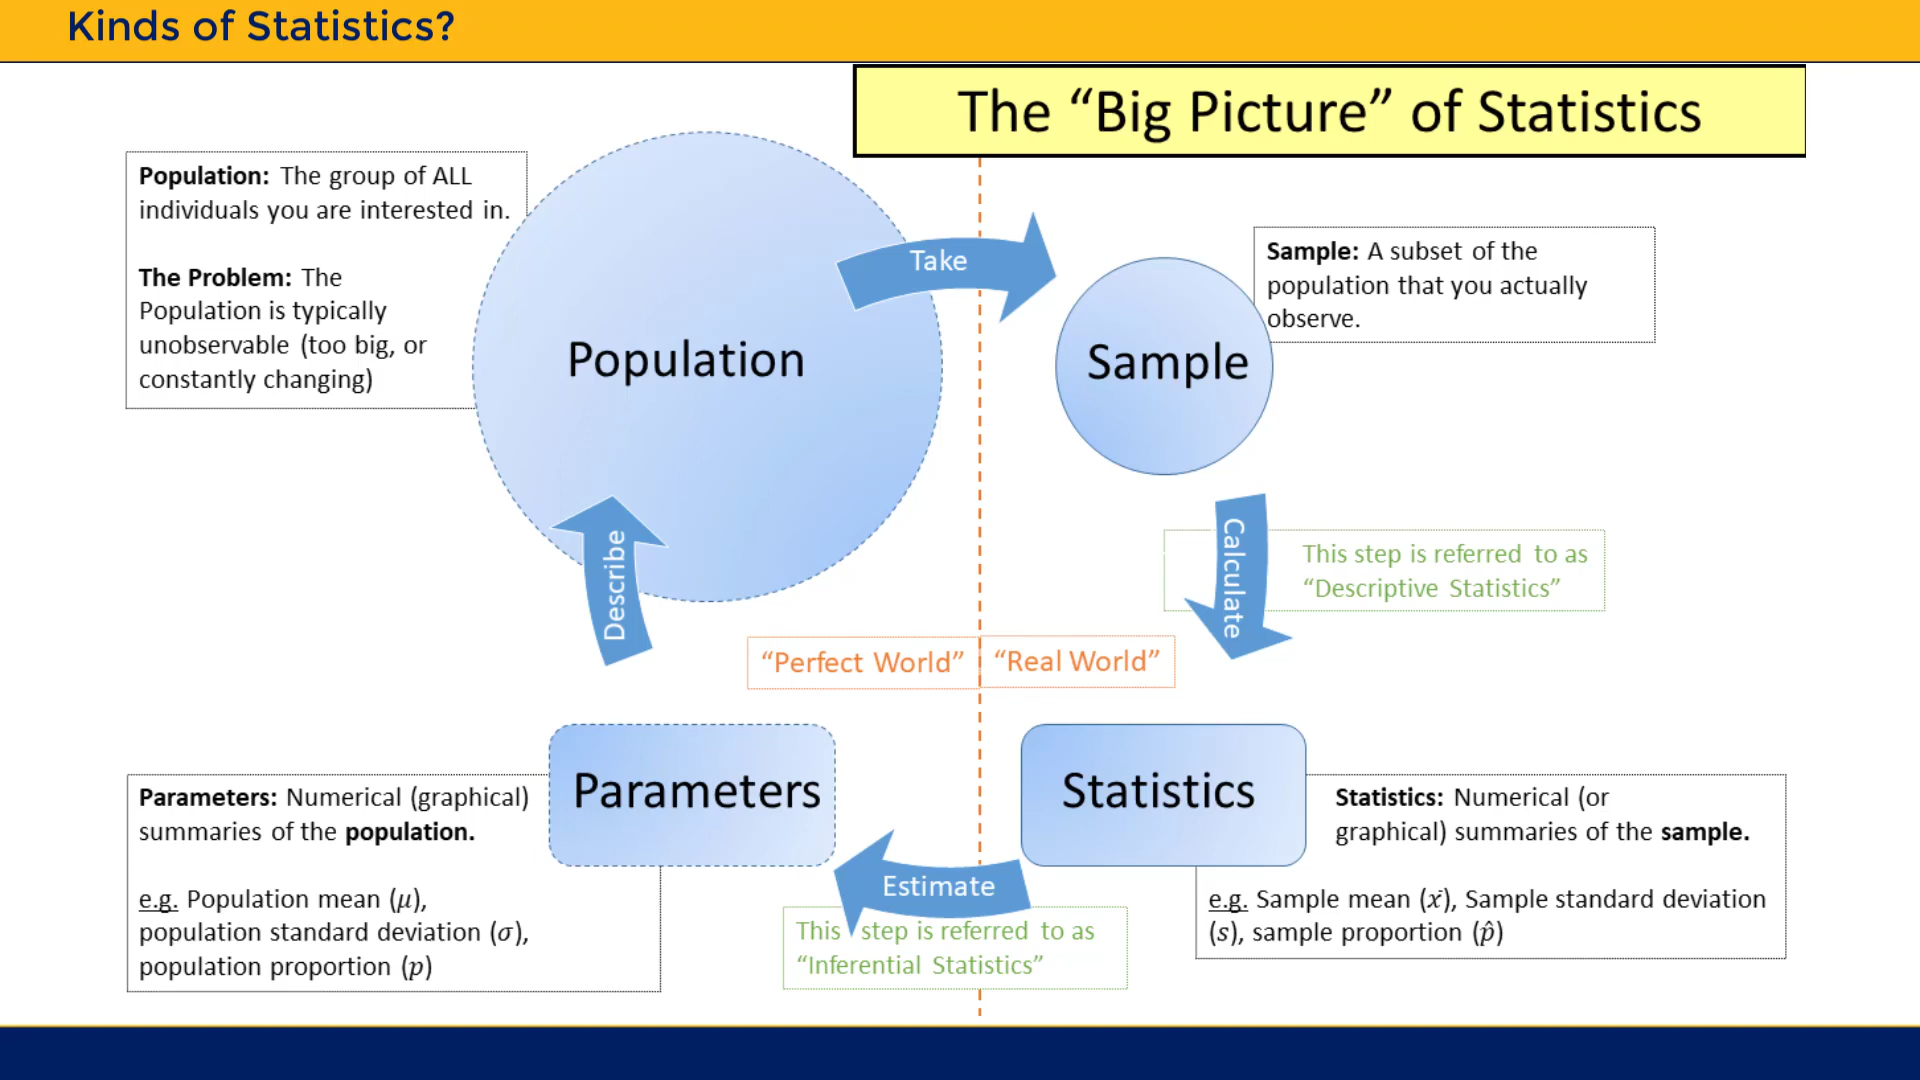 Kinds of Statistics?
The “Big Picture” of Statistics
Population: The group of ALL
individuals you are interested in.
The Problem: The
Population is typically
unobservable (too big, or
constantly changing)
Population
Take
Sample
Sample: A subset of the
population that you actually
observe.
Describe
Calculate
This step is referred to as
“Descriptive Statistics”
“Perfect World”
“Real World”
Parameters
Statistics
Parameters: Numerical (graphical)
summaries of the population.
e.g. Population mean (μ),
population standard deviation (σ),
population proportion (p)
Estimate
This step is referred to as
“Inferential Statistics”
Statistics: Numerical (or
graphical) summaries of the sample.
e.g. Sample mean (x̄), Sample standard deviation
(s), sample proportion (p̂)